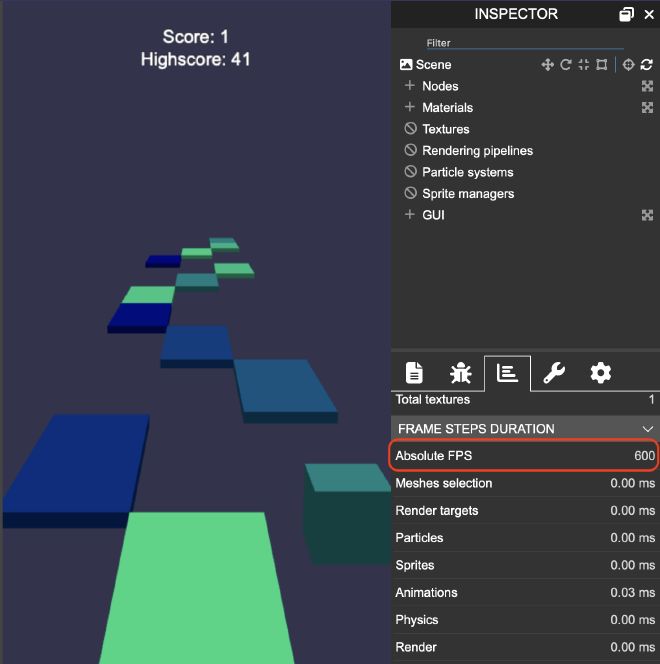 Score: 1
Highscore: 41
INSPECTOR
Filter
Scene
Nodes
Materials
Textures
Rendering pipelines
Particle systems
Sprite managers
GUI
Total textures 1
FRAME STEPS DURATION
Absolute FPS 600
Meshes selection 0.00 ms
Render targets 0.00 ms
Particles 0.00 ms
Sprites 0.00 ms
Animations 0.03 ms
Physics 0.00 ms
Render 0.00 ms